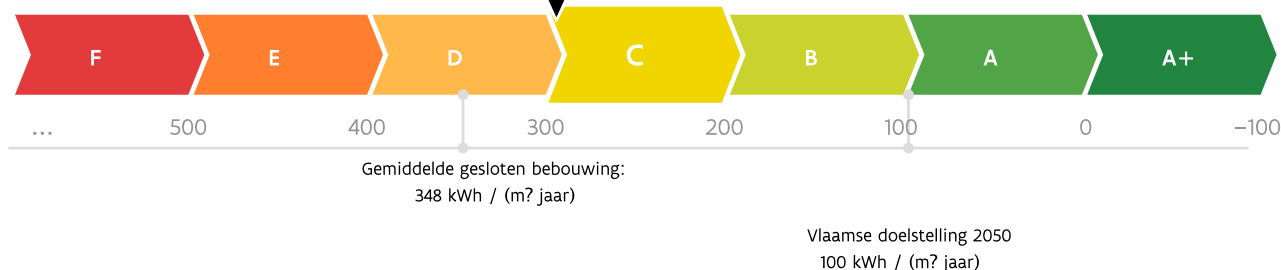 F E D C B A A+
... 500 400 300 200 100 0 –100
Gemiddelde gesloten bebouwing:
348 kWh / (m? jaar)
Vlaamse doelstelling 2050
100 kWh / (m? jaar)